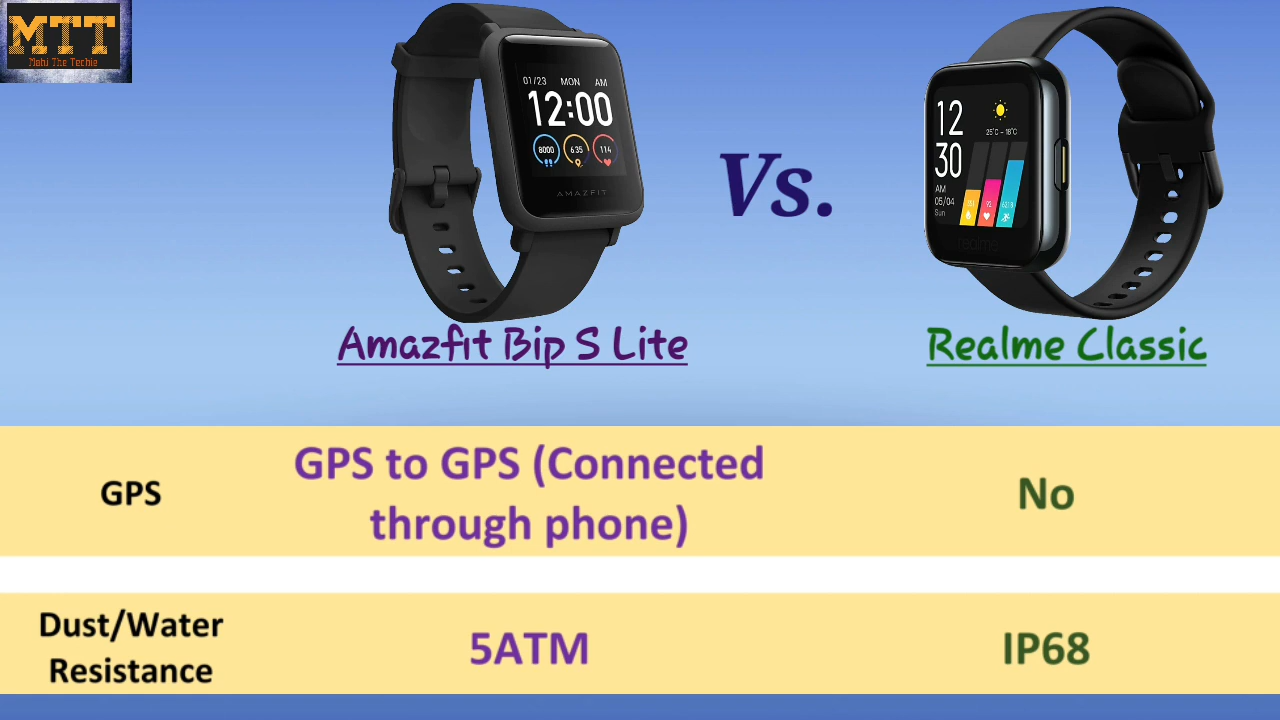 MTT
Mohi The Techie
01/23 MON AM
12:00
8000 635 114
AMAZFIT
Vs.
12
30
25°C ~ 18°C
AM
05/04
Sun
realme
Amazfit Bip S Lite
Realme Classic
GPS
GPS to GPS (Connected
through phone)
No
Dust/Water
Resistance
5ATM
IP68